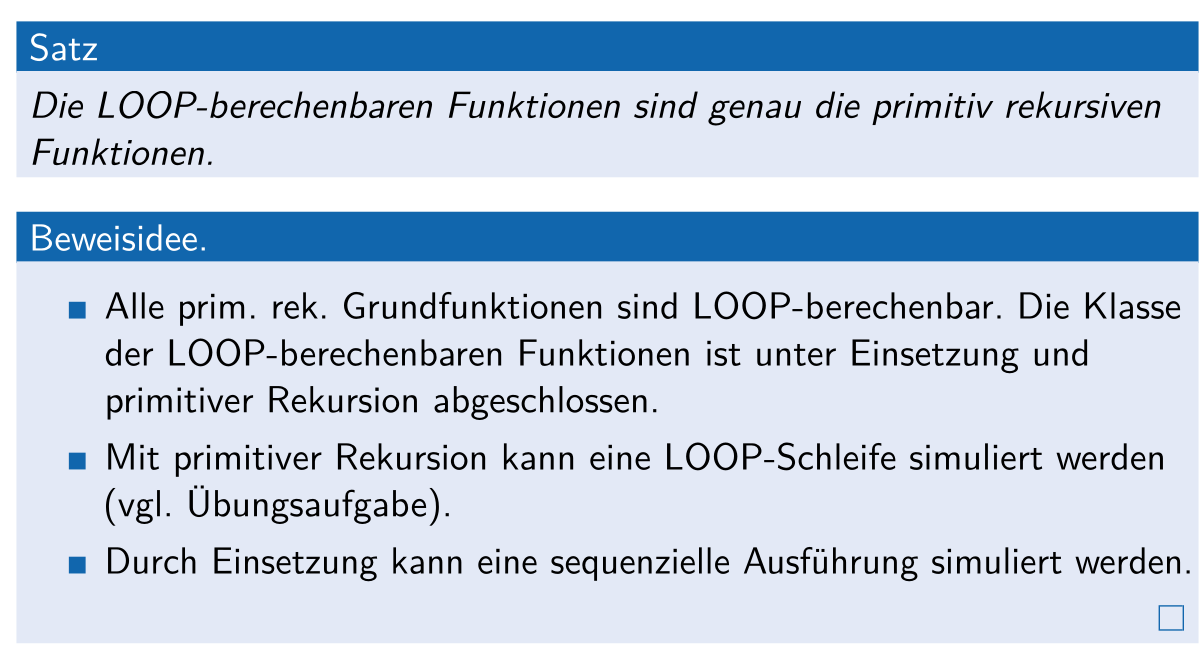 Satz
Die LOOP-berechenbaren Funktionen sind genau die primitiv rekursiven
Funktionen.
Beweisidee.
Alle prim. rek. Grundfunktionen sind LOOP-berechenbar. Die Klasse
der LOOP-berechenbaren Funktionen ist unter Einsetzung und
primitiver Rekursion abgeschlossen.
Mit primitiver Rekursion kann eine LOOP-Schleife simuliert werden
(vgl. Übungsaufgabe).
Durch Einsetzung kann eine sequenzielle Ausführung simuliert werden.